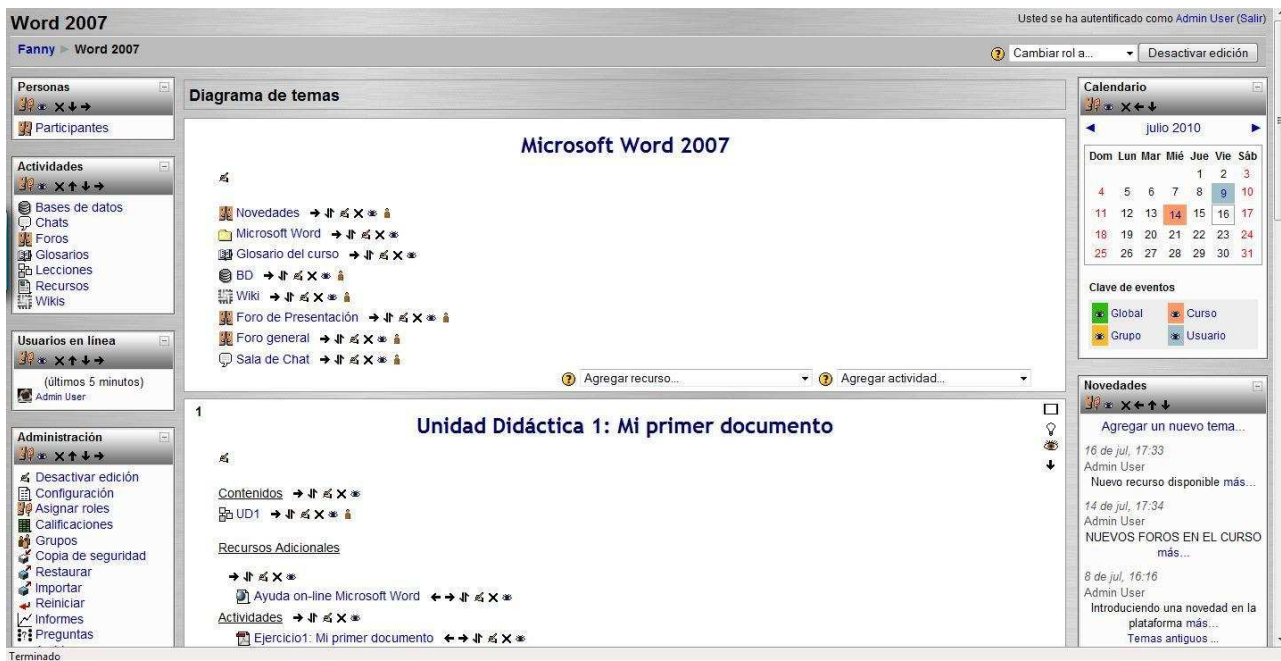 Word 2007
Usted se ha autentificado como Admin User (Salir)
Fanny ► Word 2007
Cambiar rol a...
Desactivar edición
Personas
Participantes
Actividades
Bases de datos
Chats
Foros
Glosarios
Lecciones
Recursos
Wikis
Usuarios en línea
(últimos 5 minutos)
Admin User
Administración
Desactivar edición
Configuración
Asignar roles
Calificaciones
Grupos
Copia de seguridad
Restaurar
Importar
Reiniciar
Informes
Preguntas
Diagrama de temas
Microsoft Word 2007
Novedades
Microsoft Word
Glosario del curso
BD
Wiki
Foro de Presentación
Foro general
Sala de Chat
Agregar recurso...
Agregar actividad...
1
Unidad Didáctica 1: Mi primer documento
Contenidos
UD1
Recursos Adicionales
Ayuda on-line Microsoft Word
Actividades
Ejercicio1: Mi primer documento
Calendario
julio 2010
Dom Lun Mar Mié Jue Vie Sáb
1 2 3
4 5 6 7 8 9 10
11 12 13 14 15 16 17
18 19 20 21 22 23 24
25 26 27 28 29 30 31
Clave de eventos
Global Curso
Grupo Usuario
Novedades
Agregar un nuevo tema...
16 de jul, 17:33
Admin User
Nuevo recurso disponible más...
14 de jul, 17:34
Admin User
NUEVOS FOROS EN EL CURSO
más...
8 de jul, 16:16
Admin User
Introduciendo una novedad en la
plataforma más...
Temas antiguos ...
Terminado